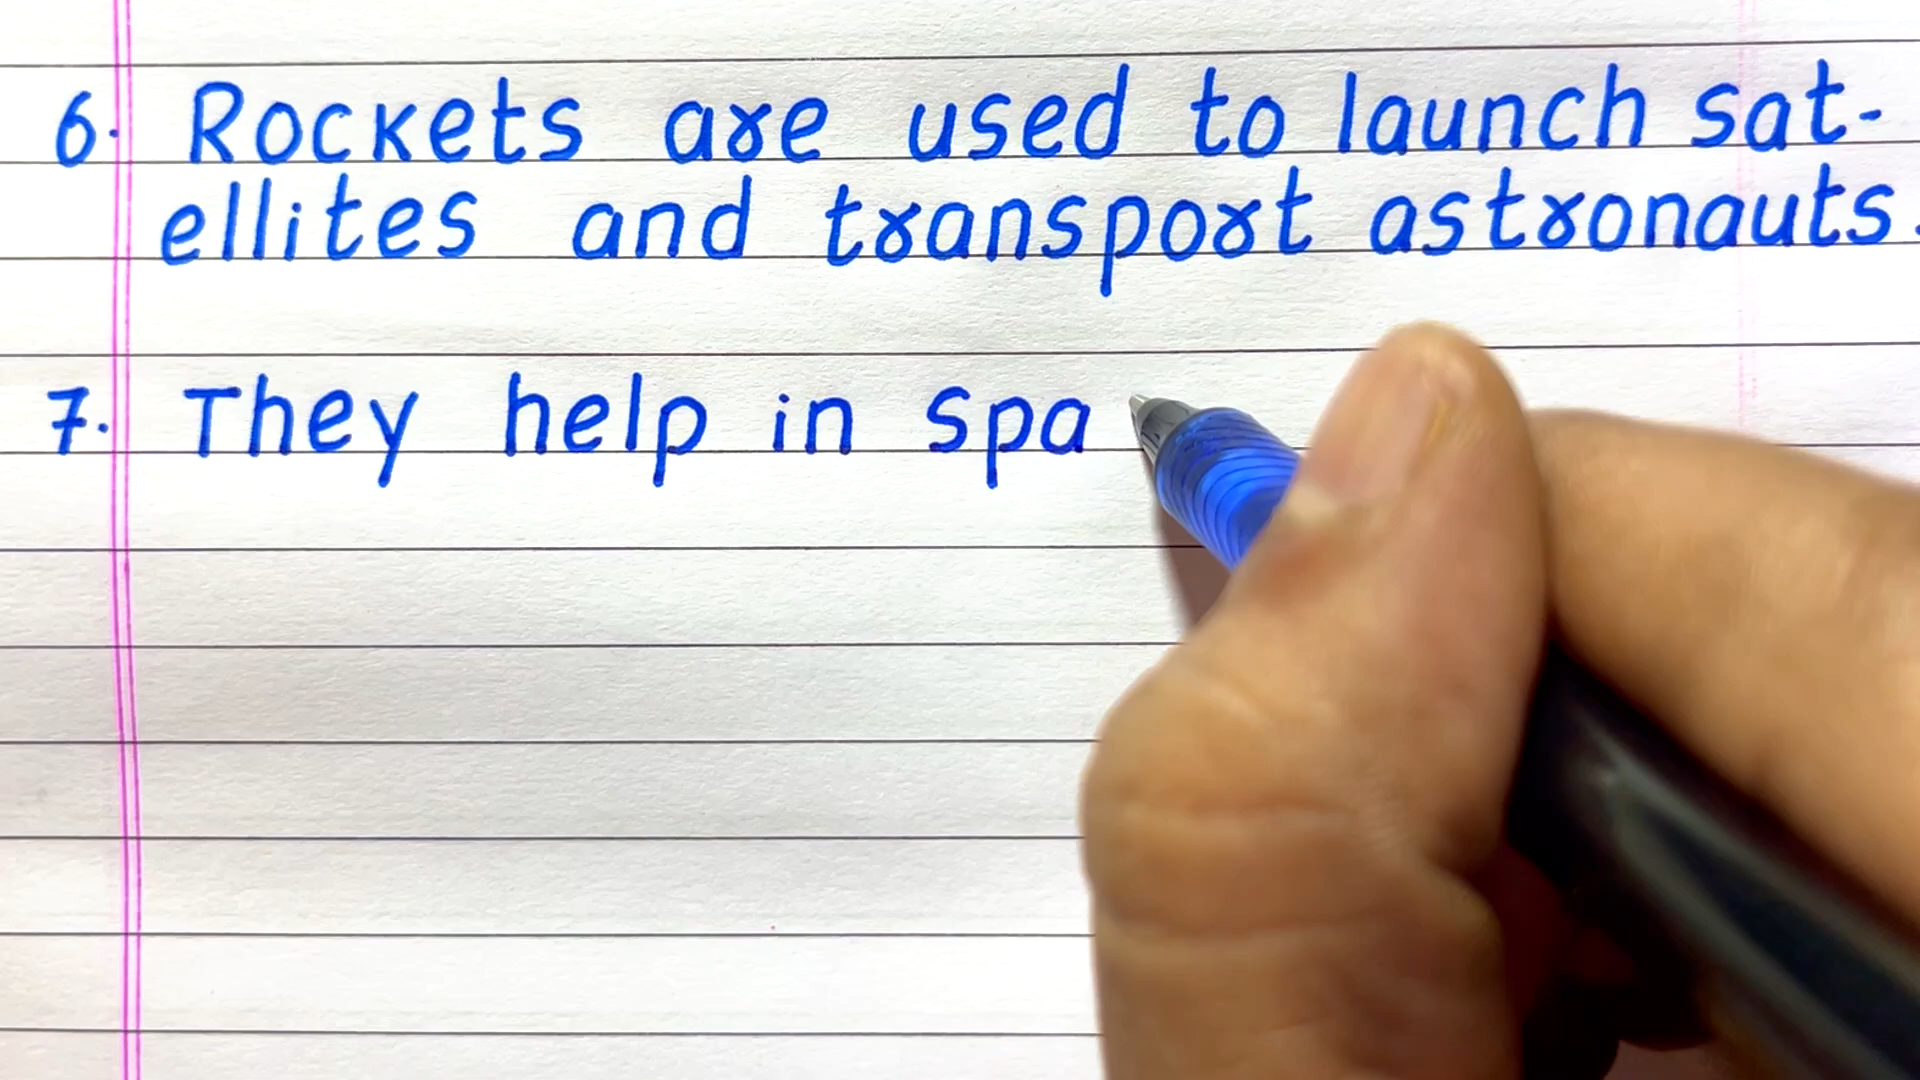 6. Rockets are used to launch sat-
ellites and transport astronauts.
7. They help in spa